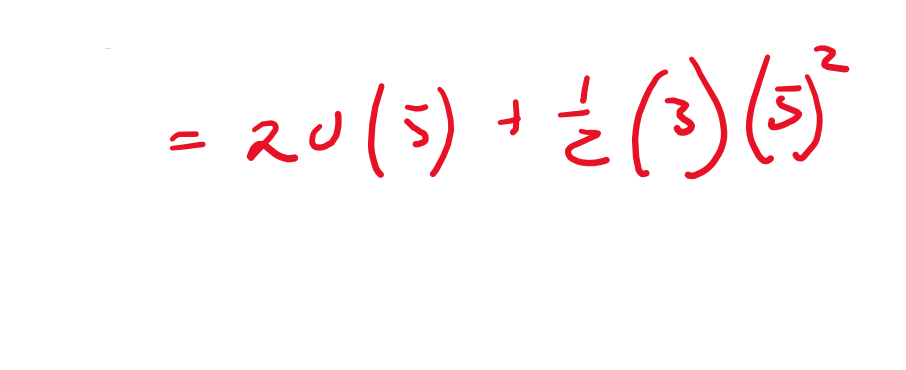 = 20 (5) + 1/2 (3) (5)²